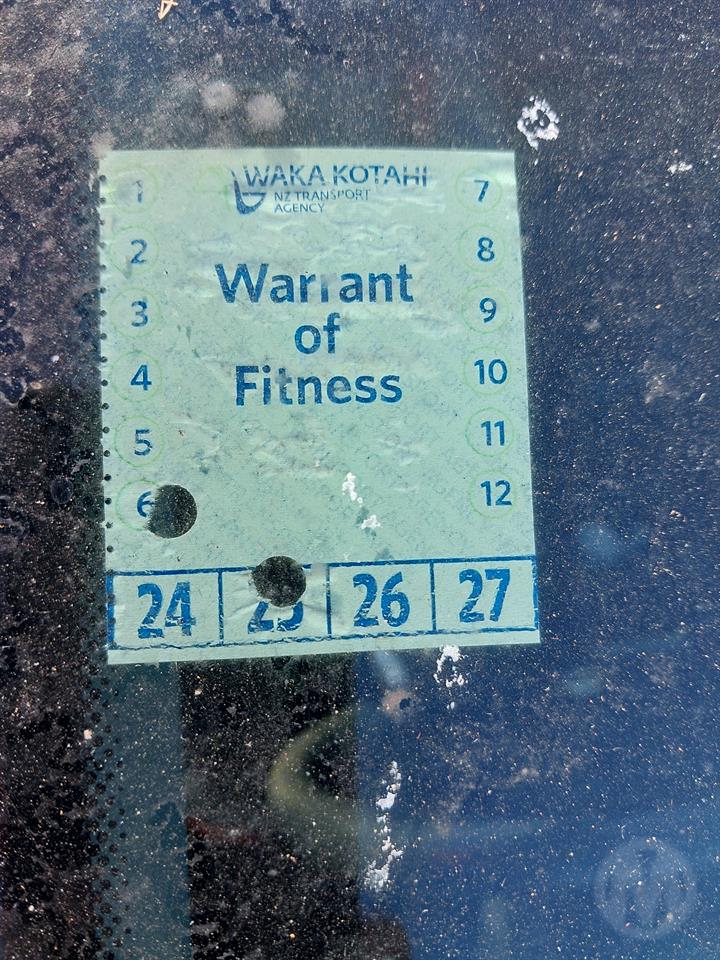 WAKA KOTAHI
NZ TRANSPORT
AGENCY
Warrant
of
Fitness
1
2
3
4
5
6
7
8
9
10
11
12
24 25 26 27